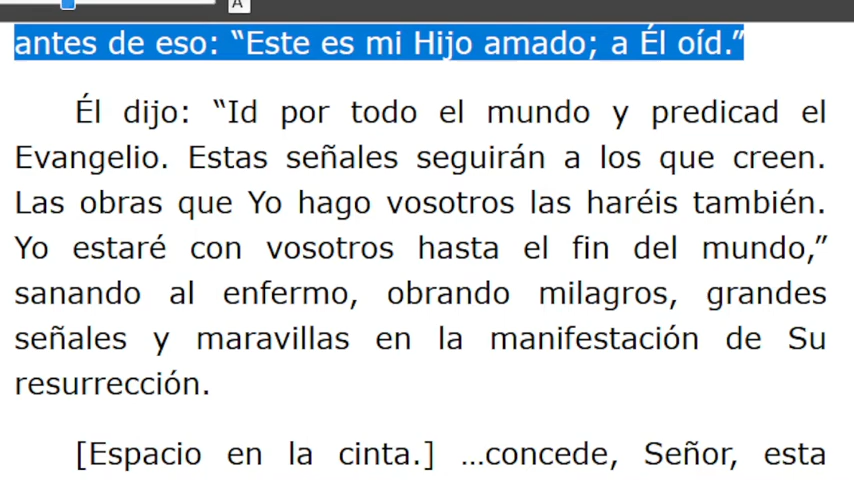 A
antes de eso: “Este es mi Hijo amado; a Él oíd.”
Él dijo: “Id por todo el mundo y predicad el
Evangelio. Estas señales seguirán a los que creen.
Las obras que Yo hago vosotros las haréis también.
Yo estaré con vosotros hasta el fin del mundo,”
sanando al enfermo, obrando milagros, grandes
señales y maravillas en la manifestación de Su
resurrección.
[Espacio en la cinta.] ...concede, Señor, esta